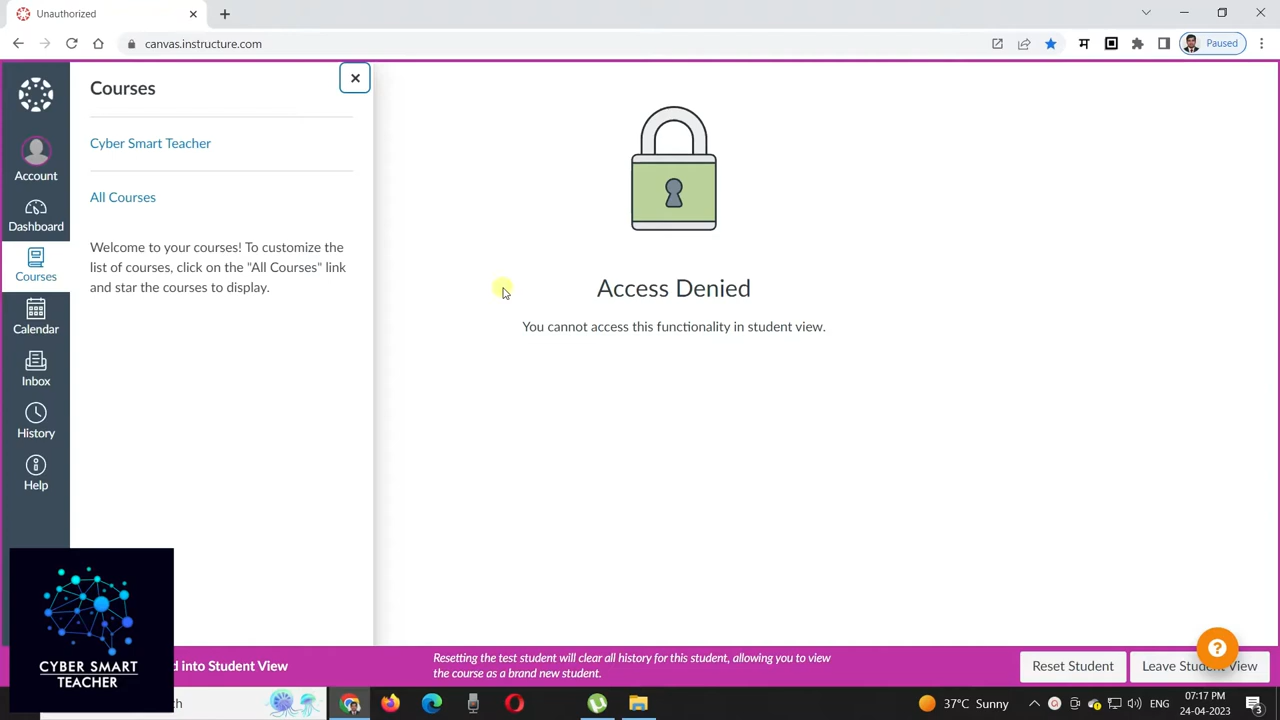 Unauthorized
canvas.instructure.com
Paused
Courses
Cyber Smart Teacher
All Courses
Welcome to your courses! To customize the
list of courses, click on the "All Courses" link
and star the courses to display.
Account
Dashboard
Courses
Calendar
Inbox
History
Help
Access Denied
You cannot access this functionality in student view.
CYBER SMART
TEACHER
into Student View
Resetting the test student will clear all history for this student, allowing you to view
the course as a brand new student.
Reset Student
Leave Student View
?
37°C Sunny
ENG
07:17 PM
24-04-2023
3